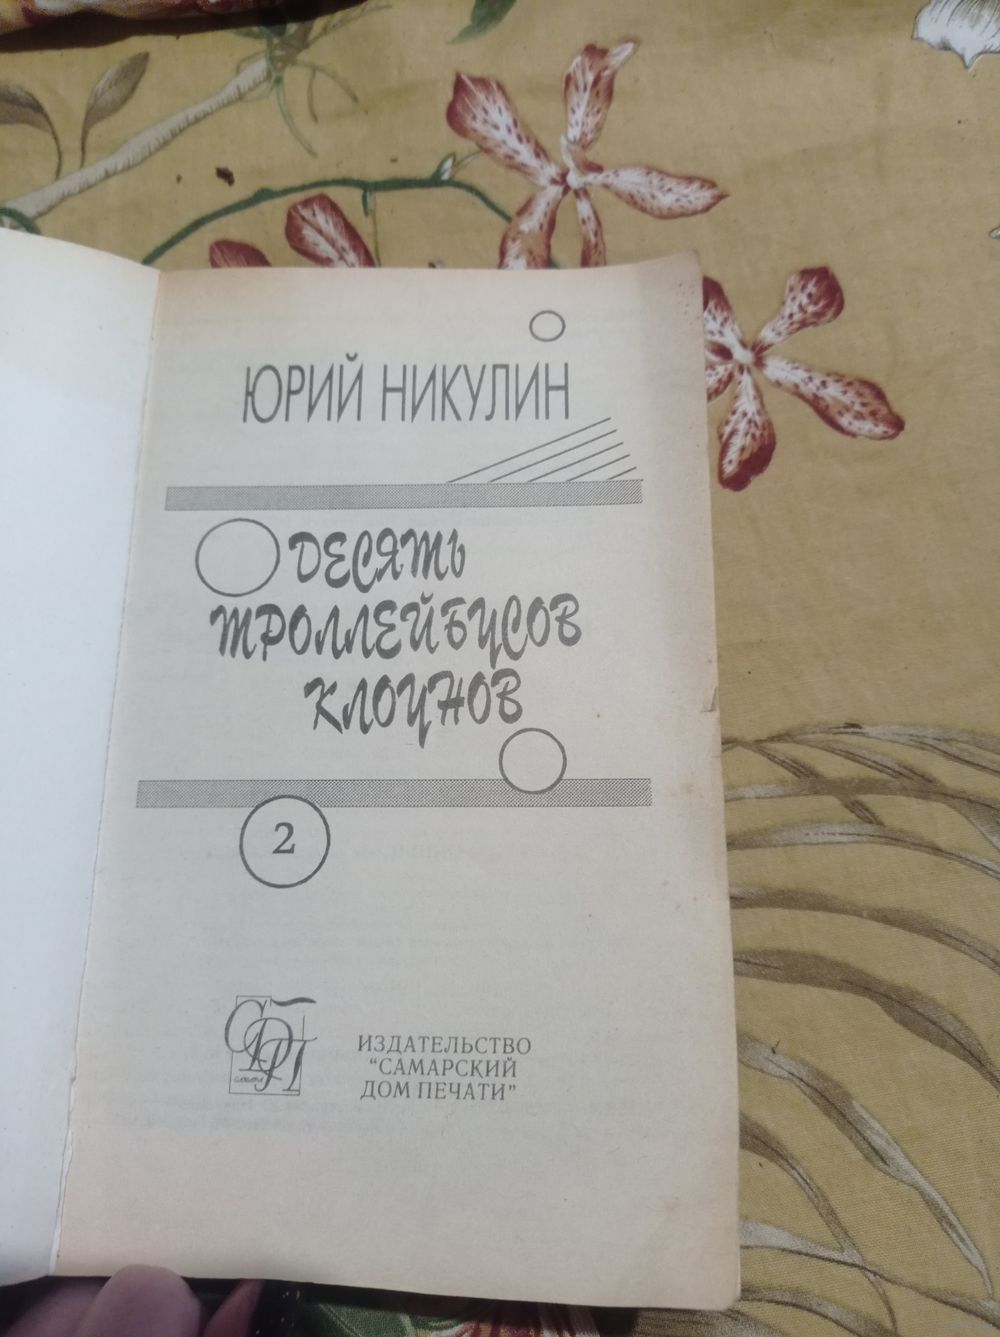 ЮРИЙ НИКУЛИН
ДЕСЯТЬ
ТРОЛЛЕЙБУСОВ
КЛОУНОВ
2
СДП
ИЗДАТЕЛЬСТВО
“САМАРСКИЙ
ДОМ ПЕЧАТИ”